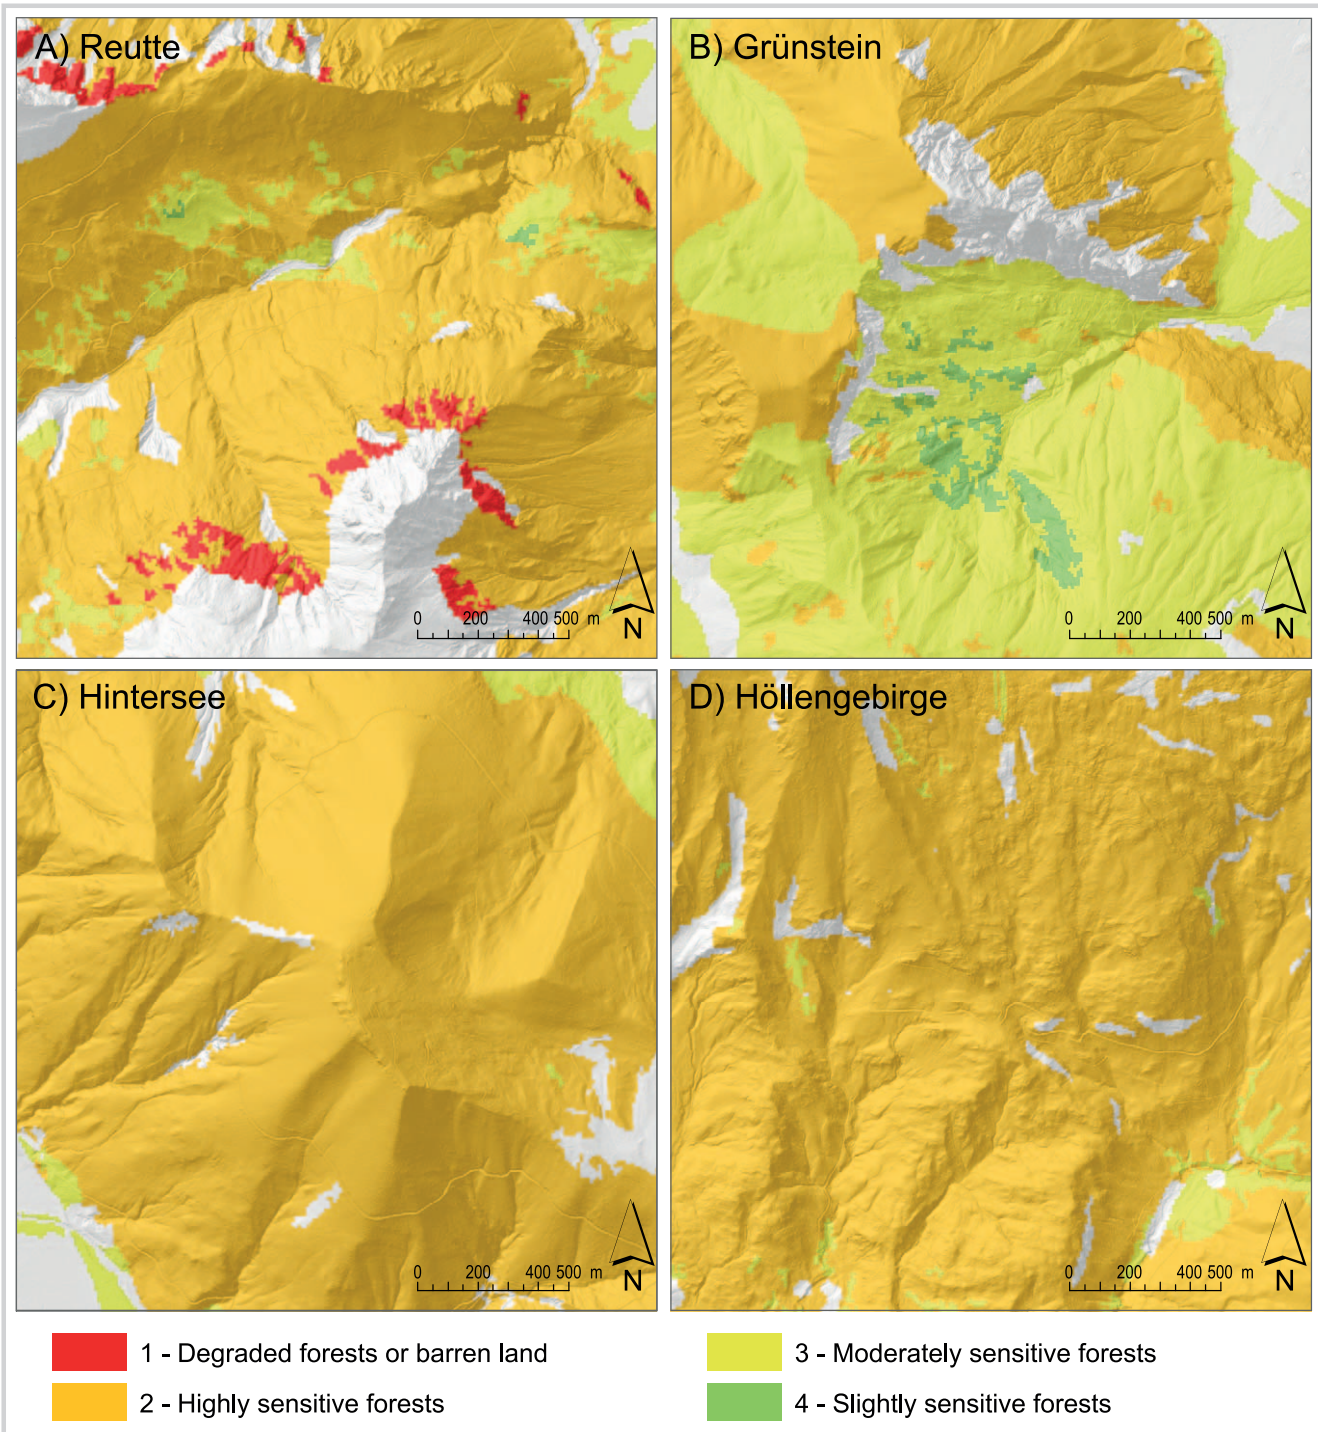 A) Reutte
B) Grünstein
0 200 400 500 m
N
0 200 400 500 m
N
C) Hintersee
D) Höllengebirge
0 200 400 500 m
N
0 200 400 500 m
N
1 - Degraded forests or barren land
3 - Moderately sensitive forests
2 - Highly sensitive forests
4 - Slightly sensitive forests